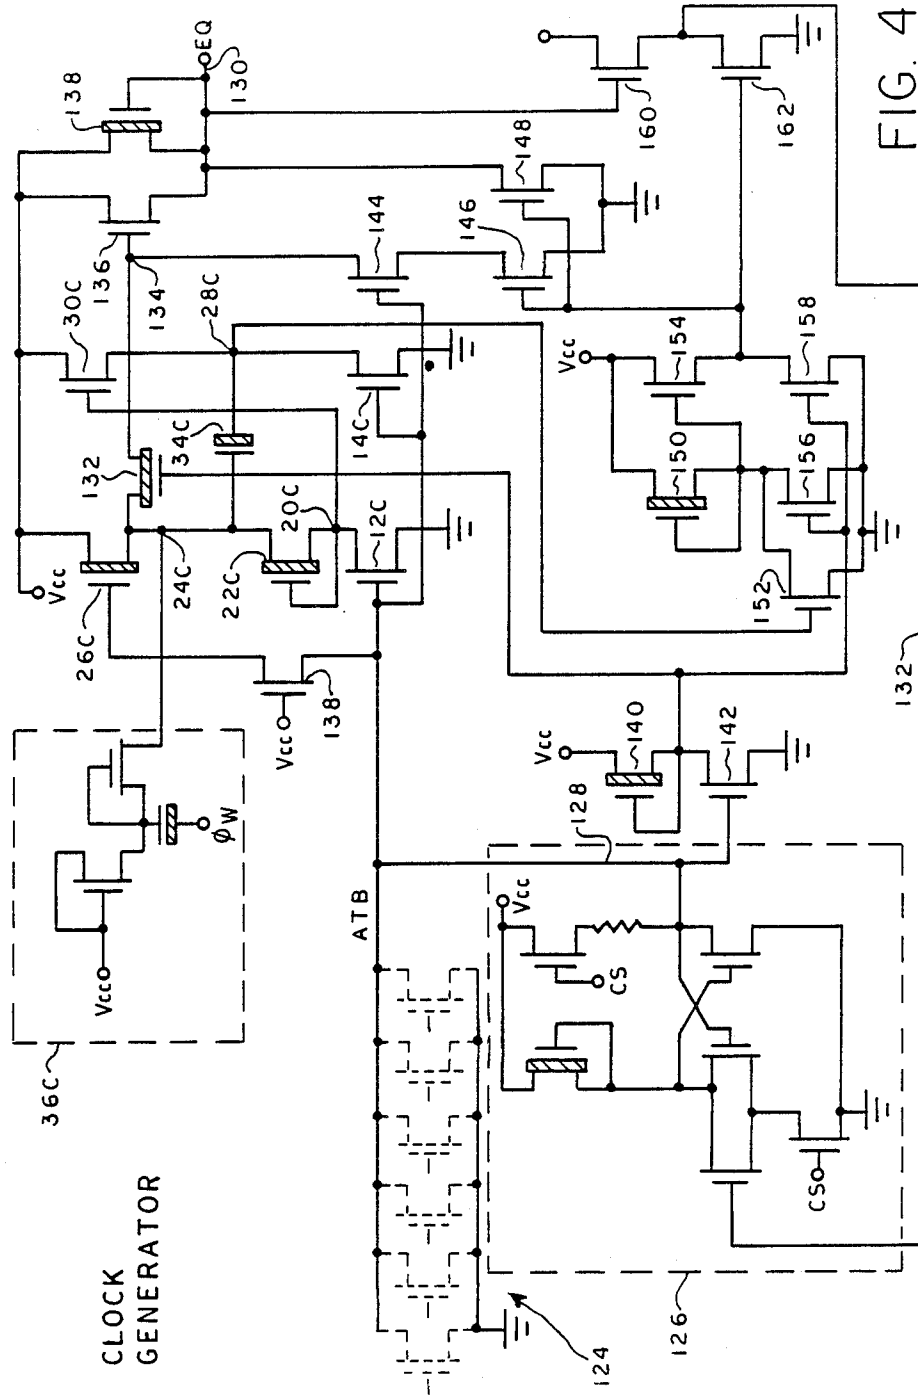 CLOCK
GENERATOR
36C
Vcc
ϕW
26C
Vcc
24C
22C
20C
12C
138
Vcc
132
34C
30C
28C
14C
136
134
138
EQ
130
144
146
148
160
162
ATB
128
Vcc
140
142
Vcc
150
154
152
156
158
132
124
126
Vcc
CS
CS
FIG. 4